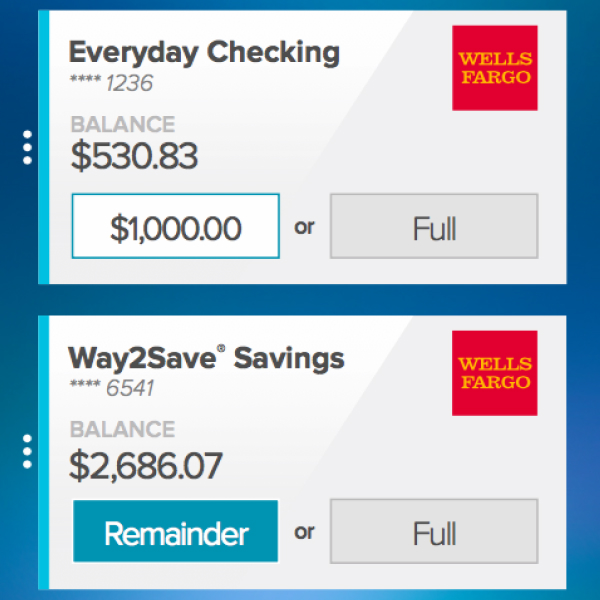 Everyday Checking
**** 1236
WELLS
FARGO
BALANCE
$530.83
$1,000.00 or Full
Way2Save® Savings
**** 6541
WELLS
FARGO
BALANCE
$2,686.07
Remainder or Full